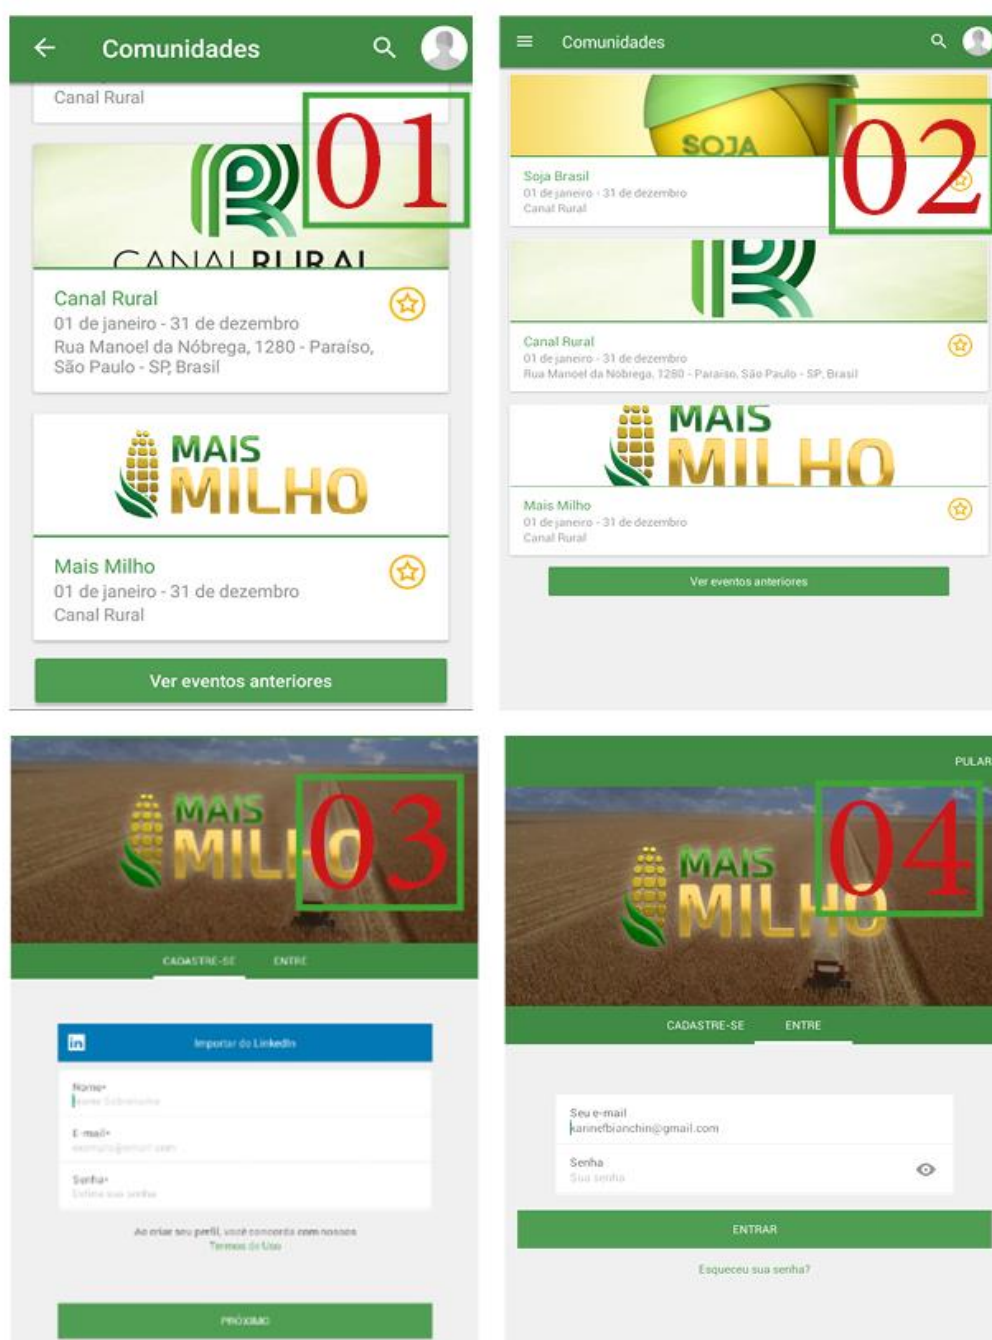 Comunidades
Canal Rural
01
CANAL RURAL
Canal Rural
01 de janeiro - 31 de dezembro
Rua Manoel da Nóbrega, 1280 - Paraíso,
São Paulo - SP, Brasil
MAIS
MILHO
Mais Milho
01 de janeiro - 31 de dezembro
Canal Rural
Ver eventos anteriores
Comunidades
SOJA
02
Soja Brasil
01 de janeiro - 31 de dezembro
Canal Rural
Canal Rural
01 de janeiro - 31 de dezembro
Rua Manoel da Nóbrega, 1280 - Paraíso, São Paulo - SP, Brasil
MAIS
MILHO
Mais Milho
01 de janeiro - 31 de dezembro
Canal Rural
Ver eventos anteriores
MAIS
MILHO
03
CADASTRE-SE ENTRE
in Importar do LinkedIn
Nome*
E-mail*
Senha*
Ao criar seu perfil, você concorda com nossos
Termos de Uso
PRÓXIMO
PULAR
MAIS
MILHO
04
CADASTRE-SE ENTRE
Seu e-mail
karinefbianchin@gmail.com
Senha
Sua senha
ENTRAR
Esqueceu sua senha?